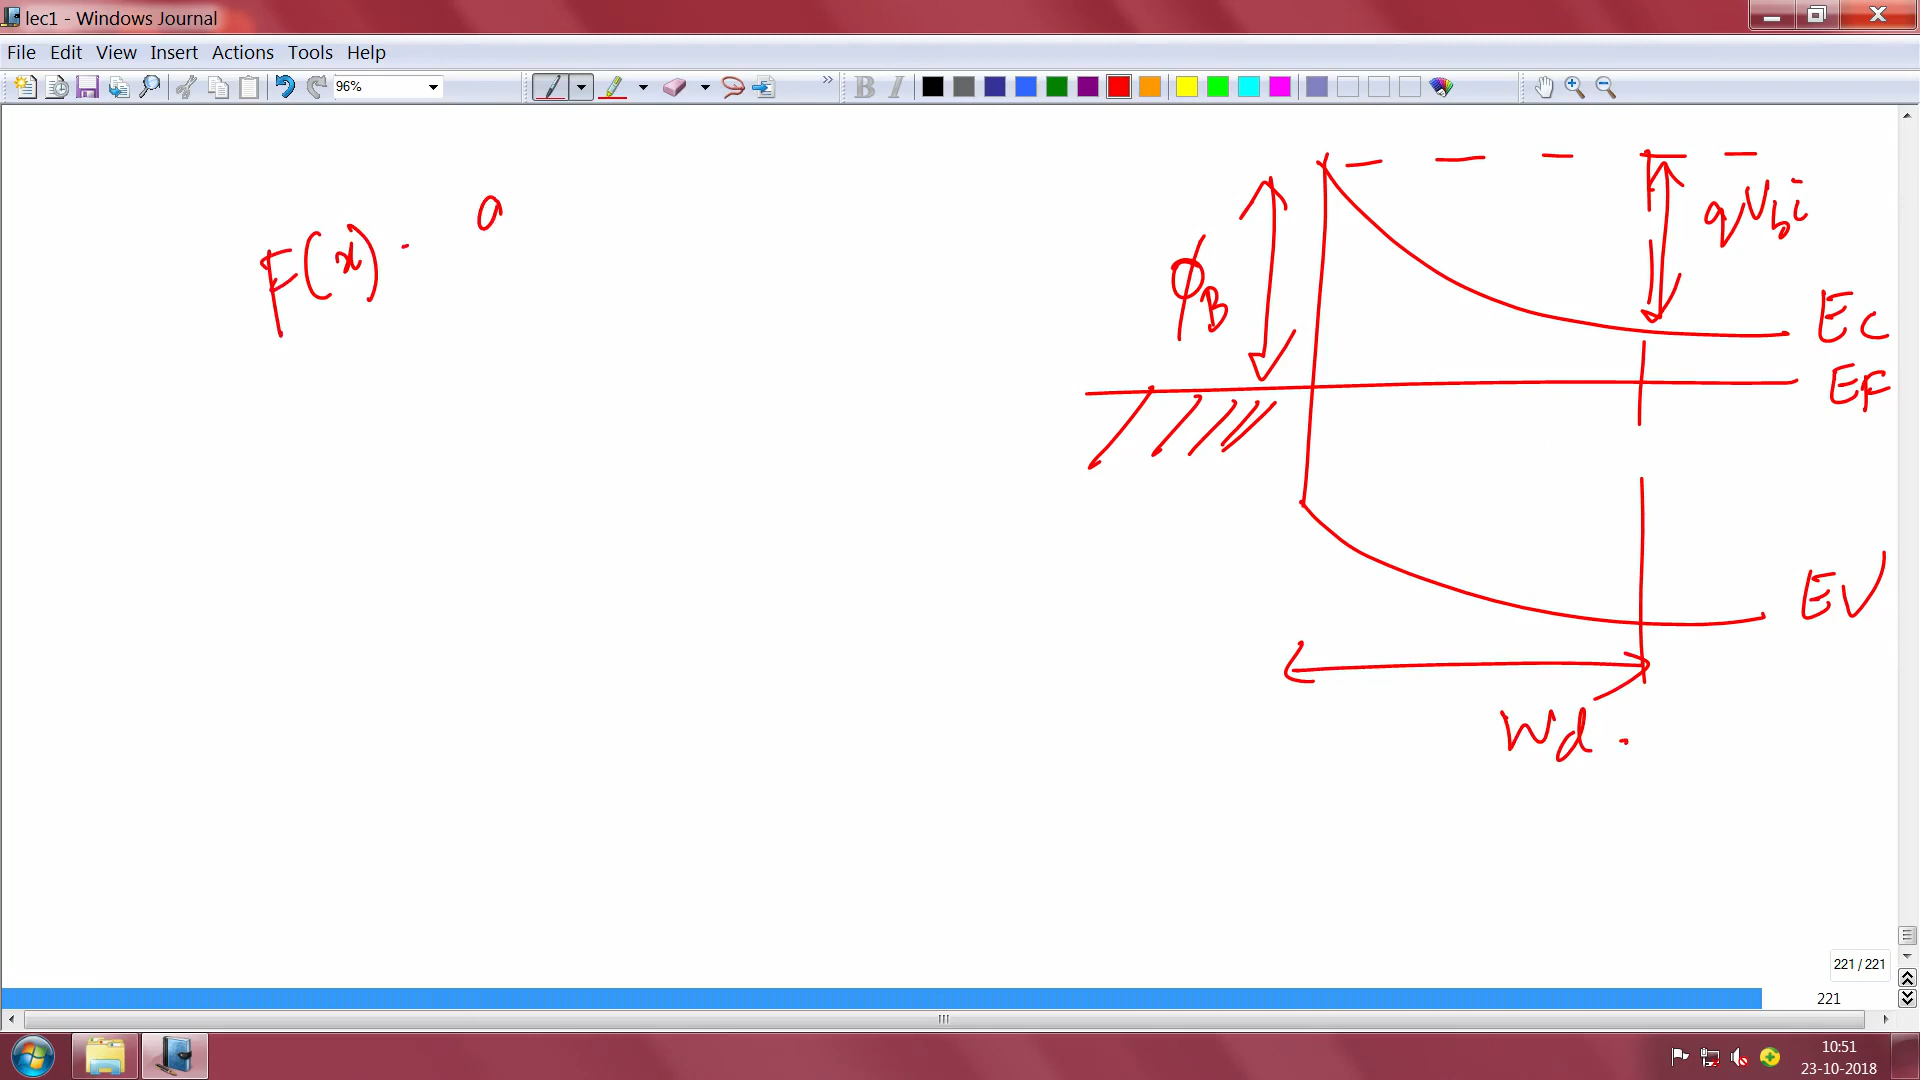 lec1 - Windows Journal
File Edit View Insert Actions Tools Help
96%
B I
F(x)
qVbi
ϕB
EC
EF
EV
Wd
221 / 221
221
10:51
23-10-2018